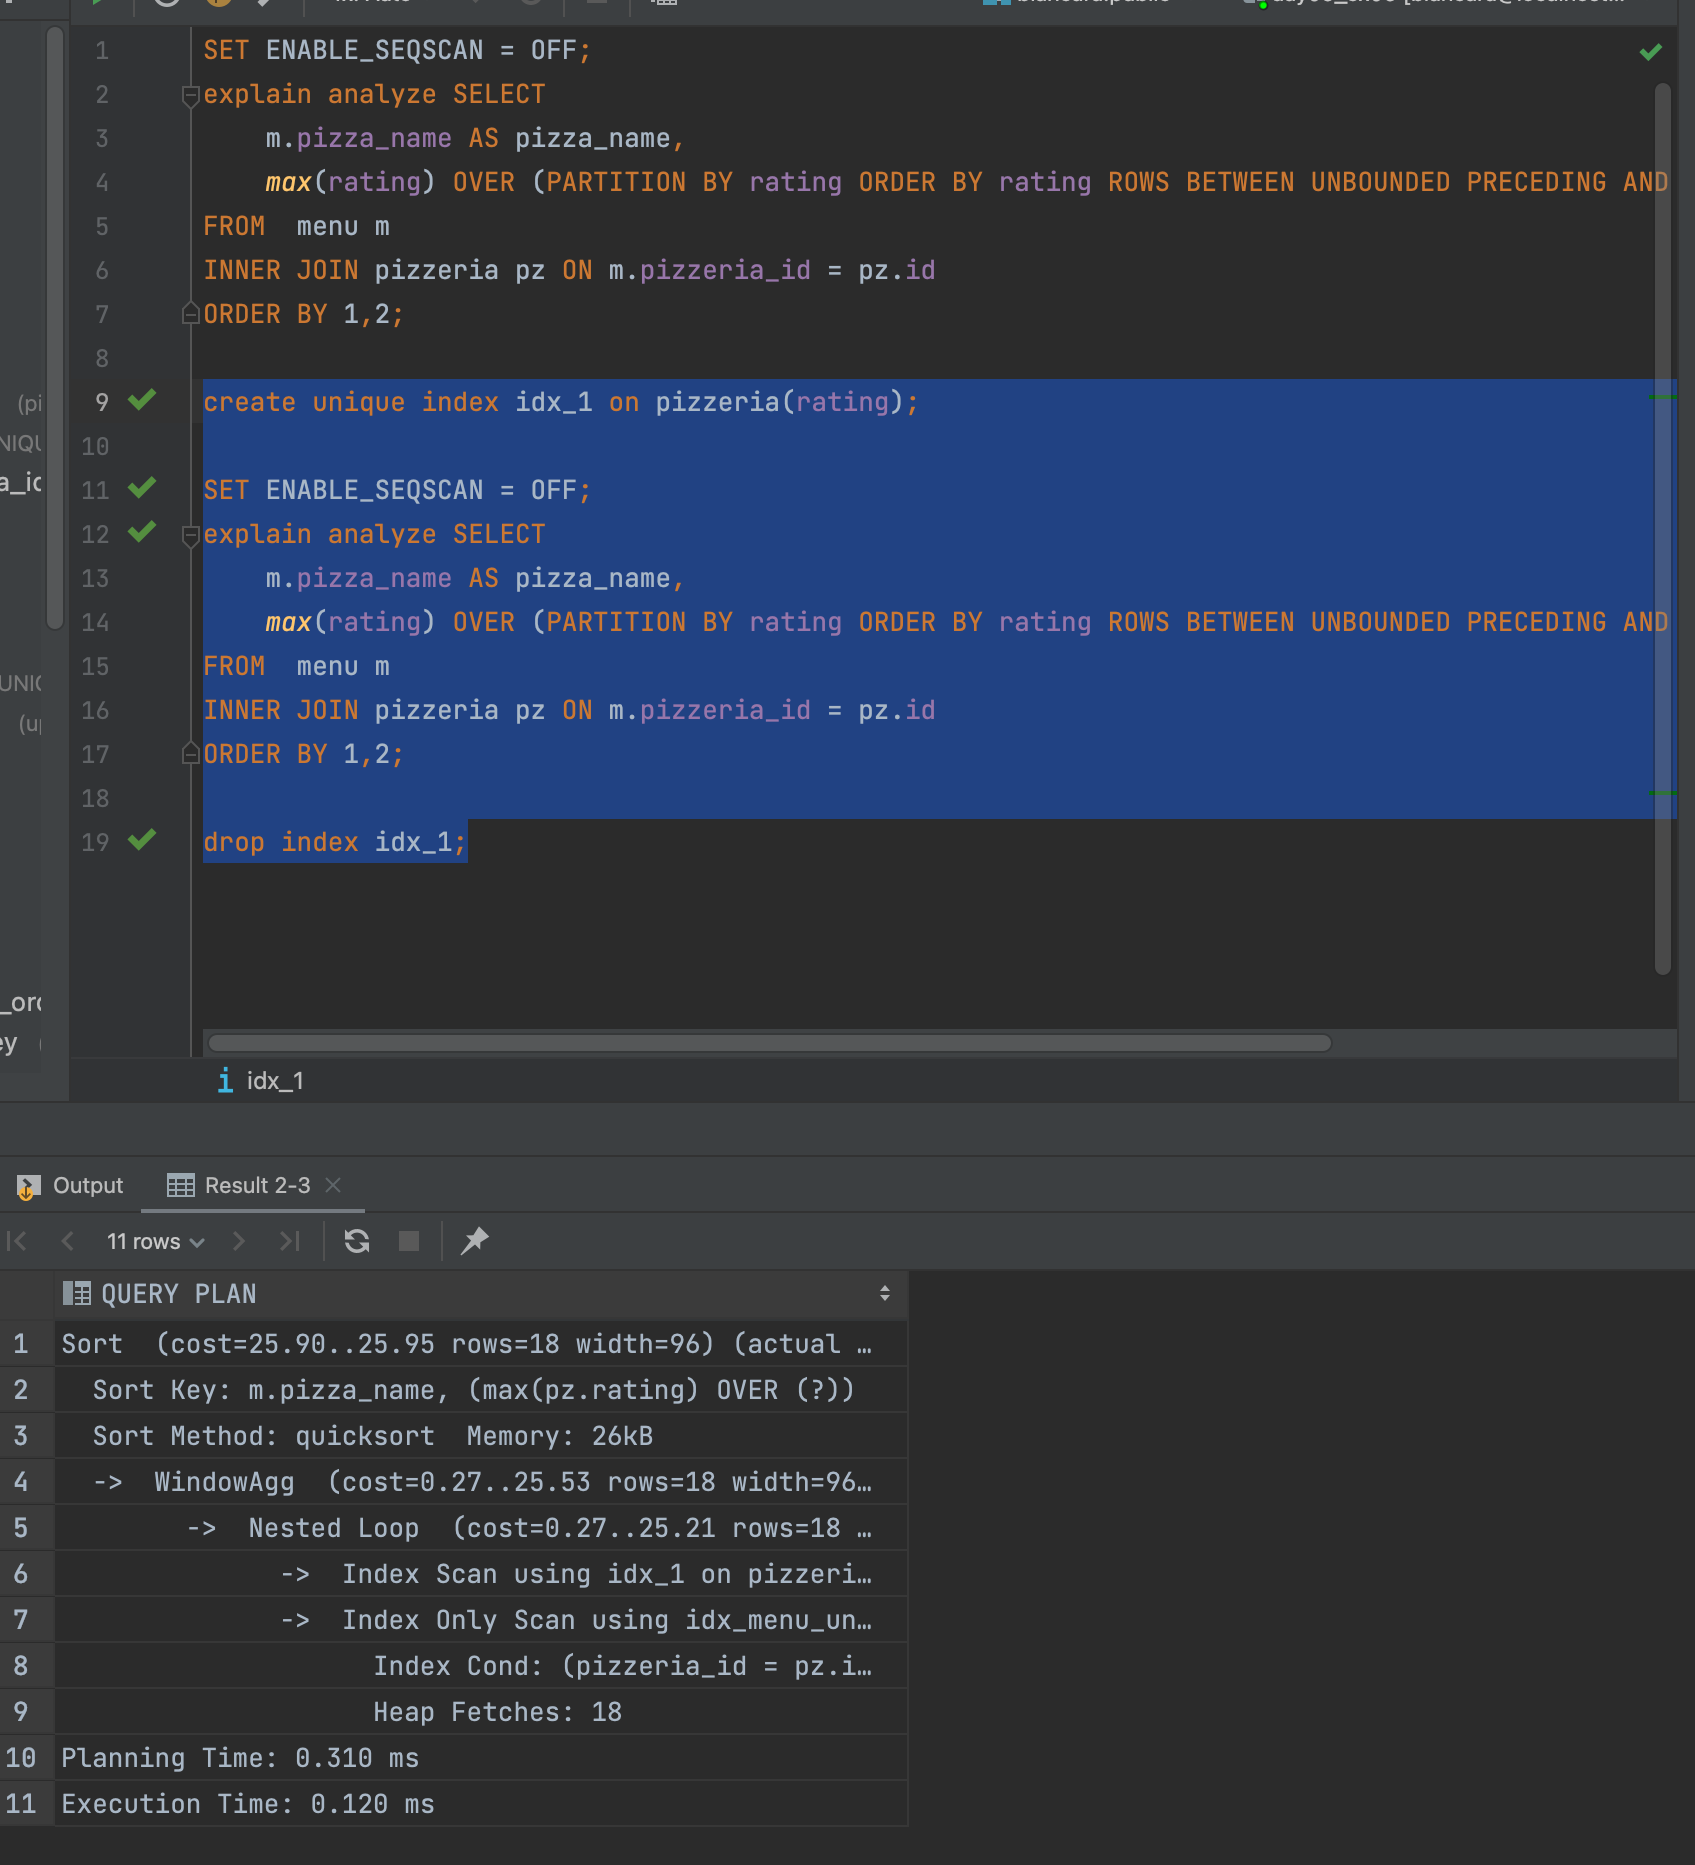 1 SET ENABLE_SEQSCAN = OFF;
2 explain analyze SELECT
3 m.pizza_name AS pizza_name,
4 max(rating) OVER (PARTITION BY rating ORDER BY rating ROWS BETWEEN UNBOUNDED PRECEDING AND
5 FROM  menu m
6 INNER JOIN pizzeria pz ON m.pizzeria_id = pz.id
7 ORDER BY 1,2;
8
9 create unique index idx_1 on pizzeria(rating);
10
11 SET ENABLE_SEQSCAN = OFF;
12 explain analyze SELECT
13 m.pizza_name AS pizza_name,
14 max(rating) OVER (PARTITION BY rating ORDER BY rating ROWS BETWEEN UNBOUNDED PRECEDING AND
15 FROM  menu m
16 INNER JOIN pizzeria pz ON m.pizzeria_id = pz.id
17 ORDER BY 1,2;
18
19 drop index idx_1;
(pi
NIQU
a_id
UNIQ
(up
_ord
ey (
i idx_1
Output Result 2-3
11 rows
QUERY PLAN
1 Sort  (cost=25.90..25.95 rows=18 width=96) (actual …
2 Sort Key: m.pizza_name, (max(pz.rating) OVER (?))
3 Sort Method: quicksort  Memory: 26kB
4 ->  WindowAgg  (cost=0.27..25.53 rows=18 width=96…
5 ->  Nested Loop  (cost=0.27..25.21 rows=18 …
6 ->  Index Scan using idx_1 on pizzeri…
7 ->  Index Only Scan using idx_menu_un…
8 Index Cond: (pizzeria_id = pz.i…
9 Heap Fetches: 18
10 Planning Time: 0.310 ms
11 Execution Time: 0.120 ms